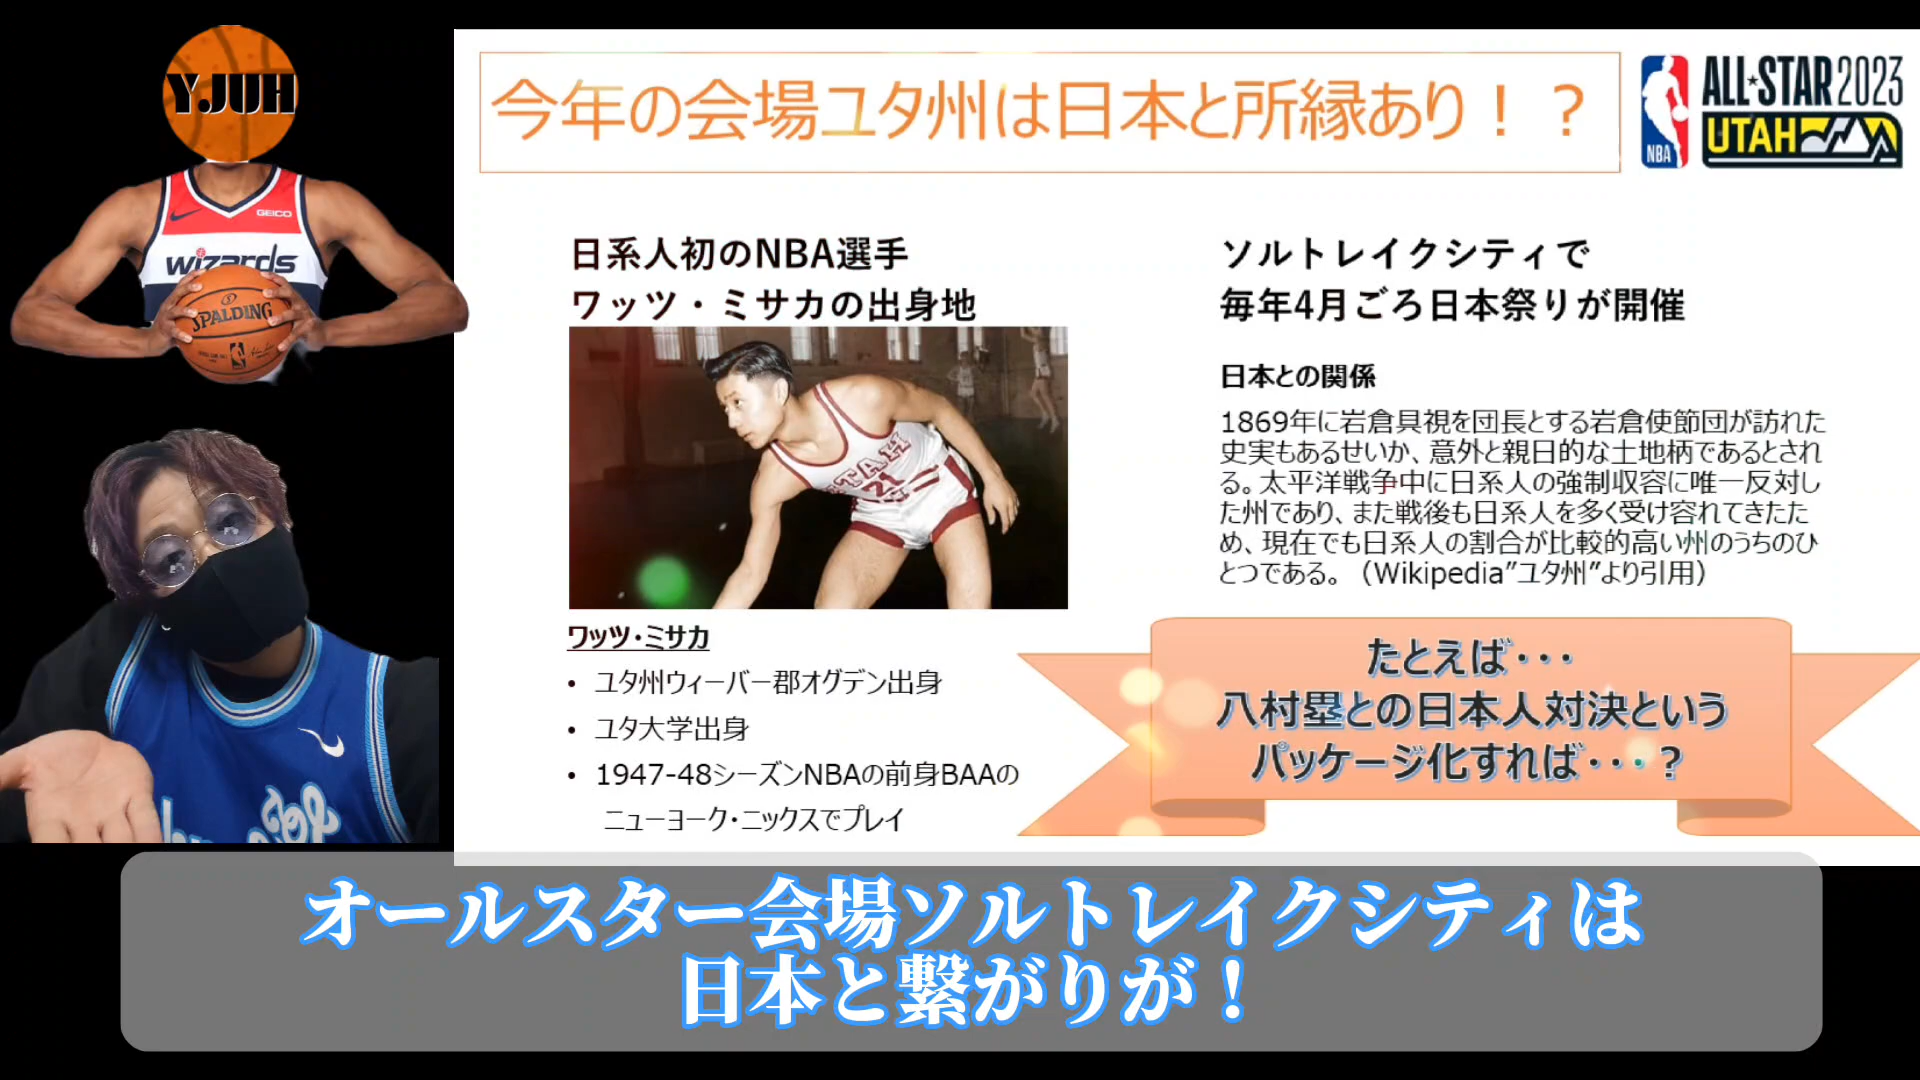 YJUH
GEICO
wizards
SPALDING
今年の会場ユタ州は日本と所縁あり！？
NBA
ALL★STAR 2023
UTAH
日系人初のNBA選手
ワッツ・ミサカの出身地
UTAH
21
ワッツ・ミサカ
• ユタ州ウィーバー郡オグデン出身
• ユタ大学出身
• 1947-48シーズンNBAの前身BAAの
ニューヨーク・ニックスでプレイ
ソルトレイクシティで
毎年4月ごろ日本祭りが開催
日本との関係
1869年に岩倉具視を団長とする岩倉使節団が訪れた
史実もあるせいか、意外と親日的な土地柄であるとされ
る。太平洋戦争中に日系人の強制収容に唯一反対し
た州であり、また戦後も日系人を多く受け容れてきたた
め、現在でも日系人の割合が比較的高い州のうちのひ
とつである。（Wikipedia”ユタ州”より引用）
たとえば・・・
八村塁との日本人対決という
パッケージ化すれば・・・？
オールスター会場ソルトレイクシティは
日本と繋がりが！